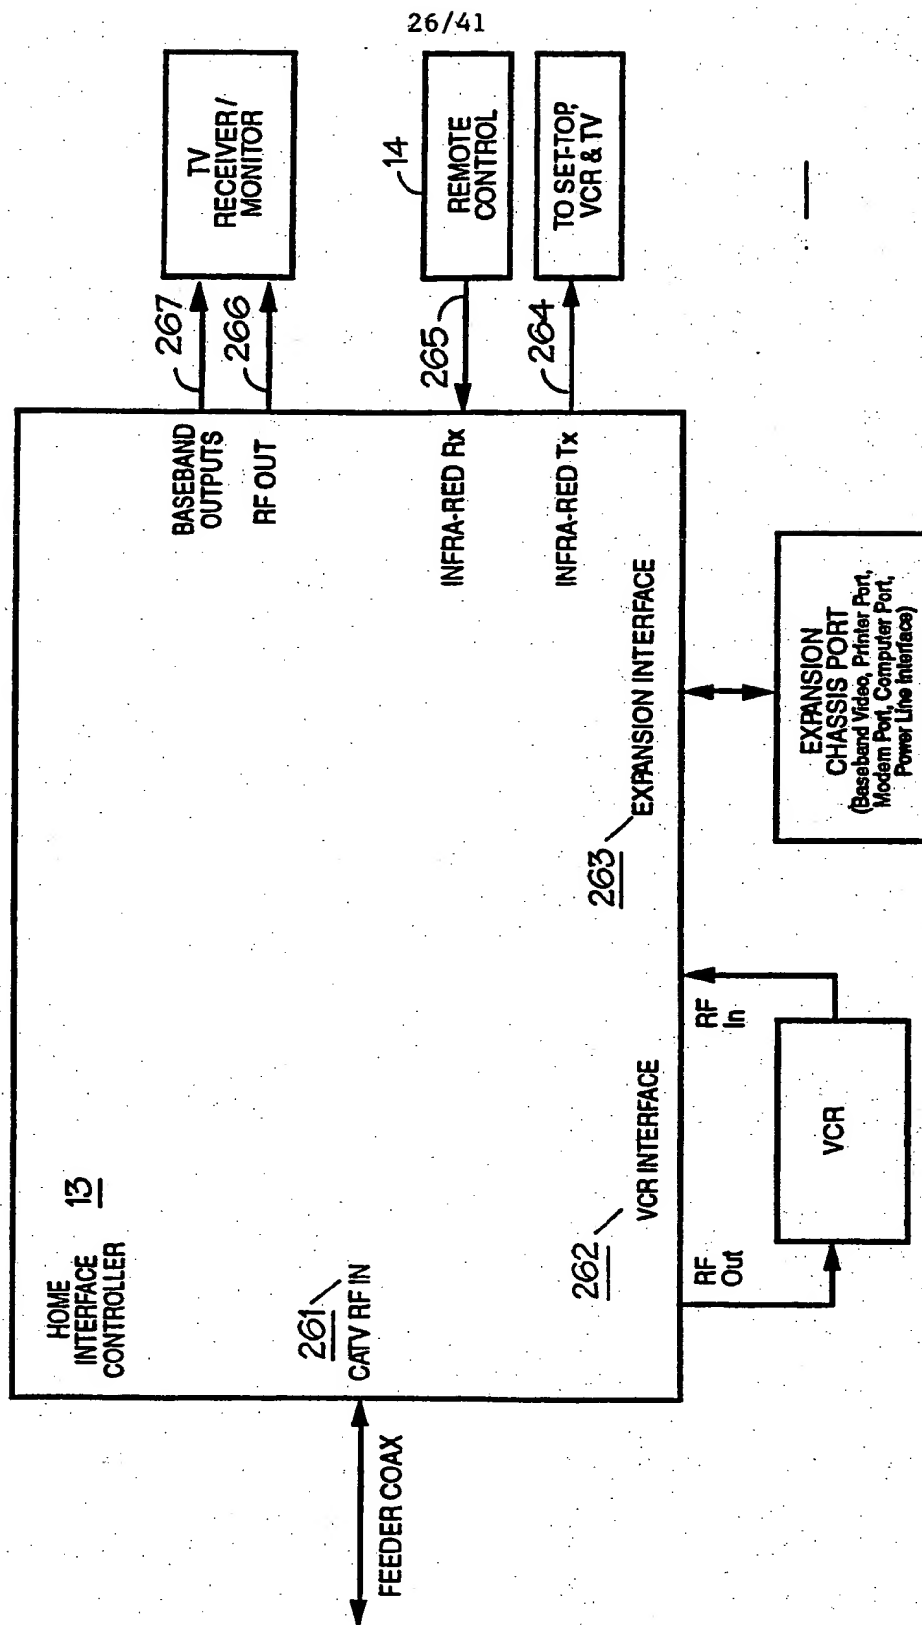 26/41
HOME
INTERFACE
CONTROLLER
13
261
CATV RF IN
FEEDER COAX
262
VCR INTERFACE
263
EXPANSION INTERFACE
BASEBAND
OUTPUTS
RF OUT
INFRA-RED Rx
INFRA-RED Tx
267
266
265
264
TV
RECEIVER/
MONITOR
14
REMOTE
CONTROL
TO SET-TOP,
VCR & TV
RF
Out
VCR
RF
In
EXPANSION
CHASSIS PORT
(Baseband Video, Printer Port,
Modem Port, Computer Port,
Power Line Interface)